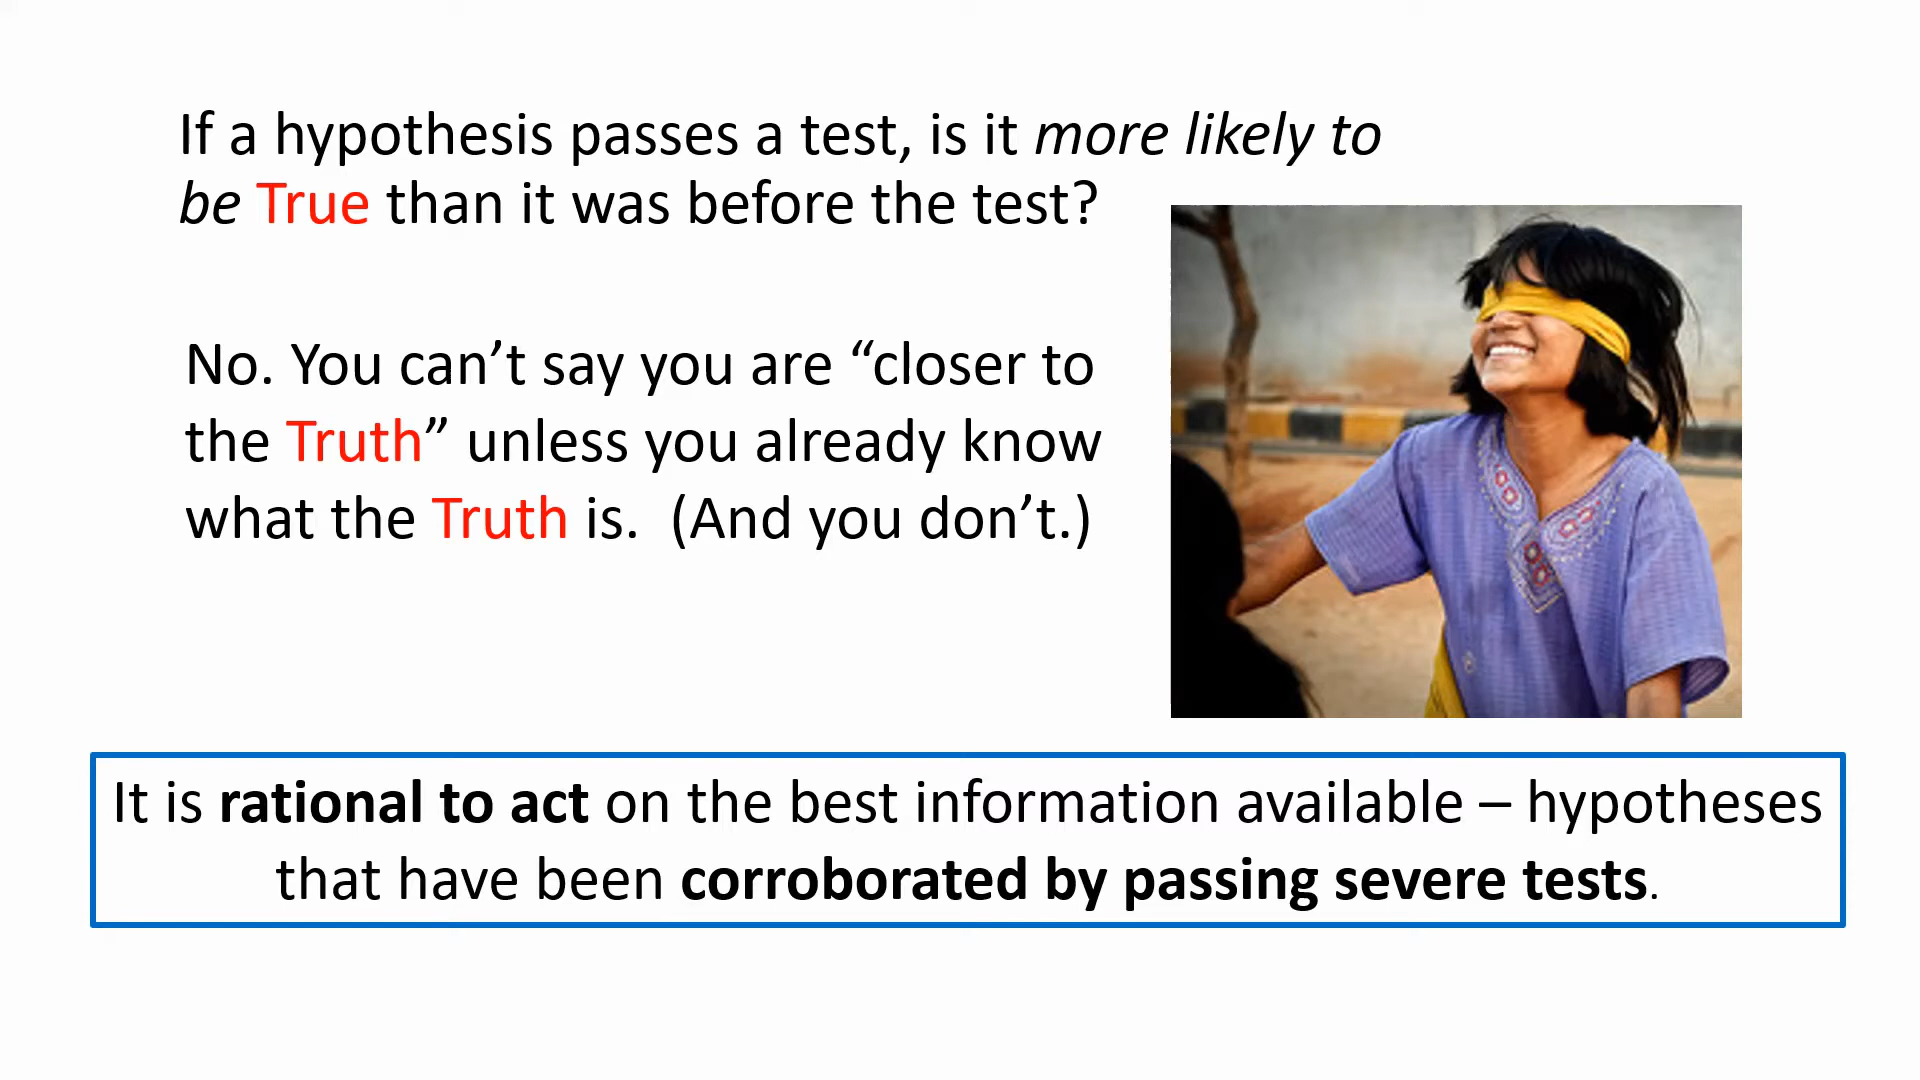 If a hypothesis passes a test, is it more likely to
be True than it was before the test?
No. You can’t say you are “closer to
the Truth” unless you already know
what the Truth is.  (And you don’t.)
It is rational to act on the best information available – hypotheses
that have been corroborated by passing severe tests.